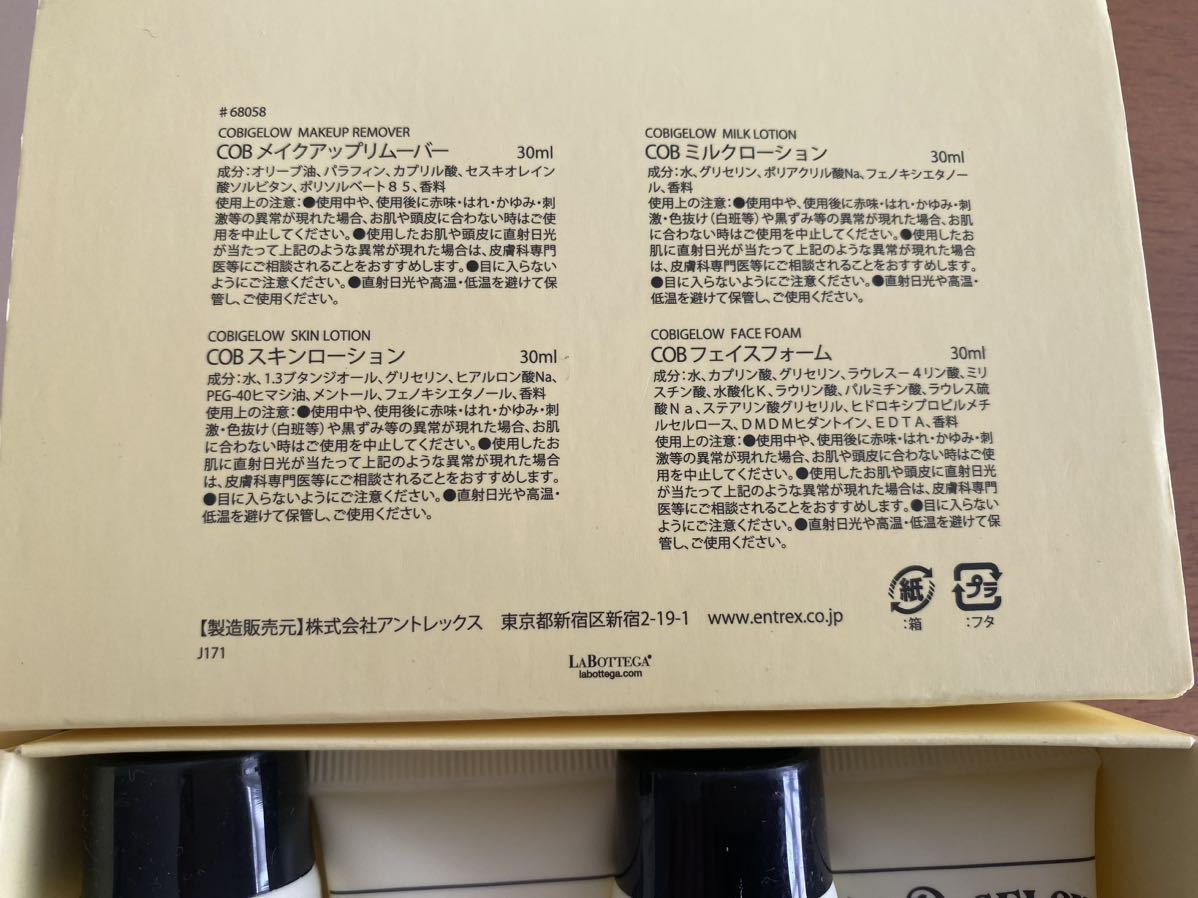 #68058
COBIGELOW MAKEUP REMOVER
COB メイクアップリムーバー 30ml
成分:オリーブ油、パラフィン、カプリル酸、セスキオレイン
酸ソルビタン、ポリソルベート85、香料
使用上の注意:●使用中や、使用後に赤味・はれ・かゆみ・刺
激等の異常が現れた場合、お肌や頭皮に合わない時はご使
用を中止してください。●使用したお肌や頭皮に直射日光
が当たって上記のような異常が現れた場合は、皮膚科専門
医等にご相談されることをおすすめします。●目に入らない
ようにご注意ください。●直射日光や高温・低温を避けて保
管し、ご使用ください。
COBIGELOW SKIN LOTION
COB スキンローション 30ml
成分:水、1.3ブタンジオール、グリセリン、ヒアルロン酸Na、
PEG-40ヒマシ油、メントール、フェノキシエタノール、香料
使用上の注意:●使用中や、使用後に赤味・はれ・かゆみ・刺
激・色抜け(白班等)や黒ずみ等の異常が現れた場合、お肌
に合わない時はご使用を中止してください。●使用したお
肌に直射日光が当たって上記のような異常が現れた場合
は、皮膚科専門医等にご相談されることをおすすめします。
●目に入らないようにご注意ください。●直射日光や高温・
低温を避けて保管し、ご使用ください。
COBIGELOW MILK LOTION
COB ミルクローション 30ml
成分:水、グリセリン、ポリアクリル酸Na、フェノキシエタノー
ル、香料
使用上の注意:●使用中や、使用後に赤味・はれ・かゆみ・刺
激・色抜け(白班等)や黒ずみ等の異常が現れた場合、お肌
に合わない時はご使用を中止してください。●使用したお
肌に直射日光が当たって上記のような異常が現れた場合
は、皮膚科専門医等にご相談されることをおすすめします。
●目に入らないようにご注意ください。●直射日光や高温・
低温を避けて保管し、ご使用ください。
COBIGELOW FACE FOAM
COB フェイスフォーム 30ml
成分:水、カプリン酸、グリセリン、ラウレスー4リン酸、ミリ
スチン酸、水酸化K、ラウリン酸、パルミチン酸、ラウレス硫
酸Na、ステアリン酸グリセリル、ヒドロキシプロピルメチ
ルセルロース、DMDMヒダントイン、EDTA、香料
使用上の注意:●使用中や、使用後に赤味・はれ・かゆみ・刺
激等の異常が現れた場合、お肌や頭皮に合わない時はご使
用を中止してください。●使用したお肌や頭皮に直射日光
が当たって上記のような異常が現れた場合は、皮膚科専門
医等にご相談されることをおすすめします。●目に入らない
ようにご注意ください。●直射日光や高温・低温を避けて保
管し、ご使用ください。
紙 プラ
:箱 :フタ
【製造販売元】株式会社アントレックス 東京都新宿区新宿2-19-1 www.entrex.co.jp
J171
LABOTTEGA
labottega.com